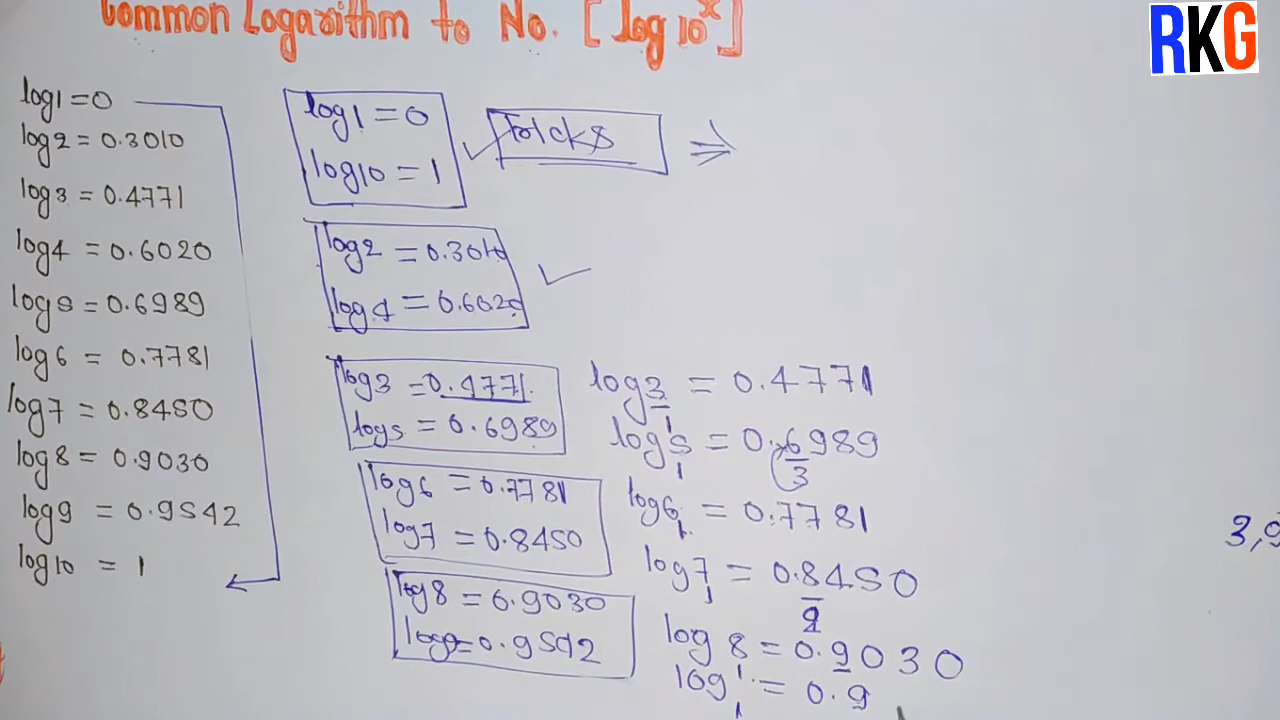 Common Logarithm to No. [log 10^x]
RKG
log1 = 0
log2 = 0.3010
log3 = 0.4771
log4 = 0.6020
log5 = 0.6989
log6 = 0.7781
log7 = 0.8450
log8 = 0.9030
log9 = 0.9542
log10 = 1
log1 = 0
log10 = 1
Tricks ⇒
log2 = 0.3010
log4 = 0.6020
log3 = 0.4771
log5 = 0.6989
log6 = 0.7781
log7 = 0.8450
log8 = 0.9030
log9 = 0.9542
log3 = 0.4771
log5 = 0.6989
3
log6 = 0.7781
log7 = 0.8450
log 8 = 0.9030
log = 0.9
3,9